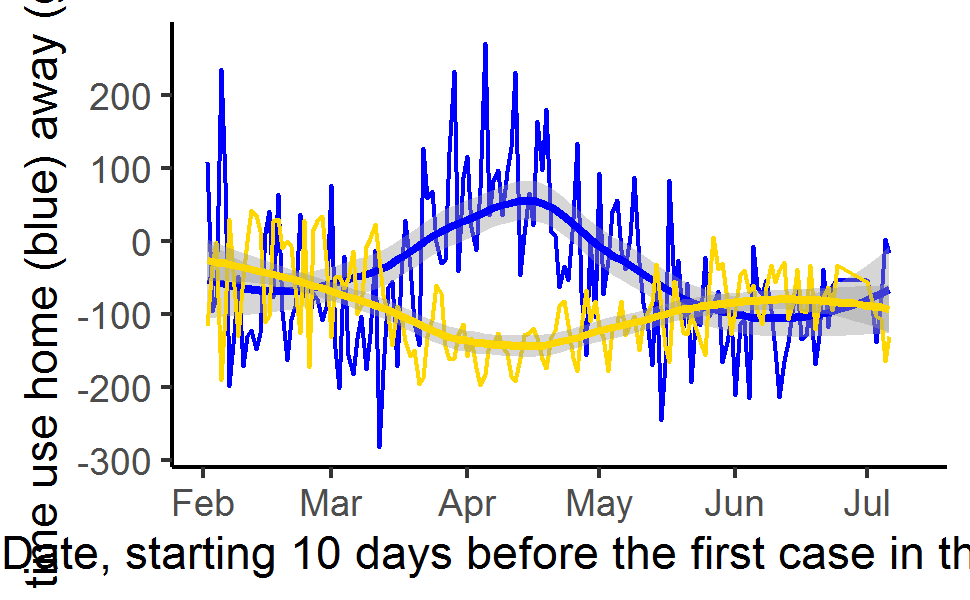 time use home (blue) away (
200
100
0
-100
-200
-300
Feb Mar Apr May Jun Jul
Date, starting 10 days before the first case in th